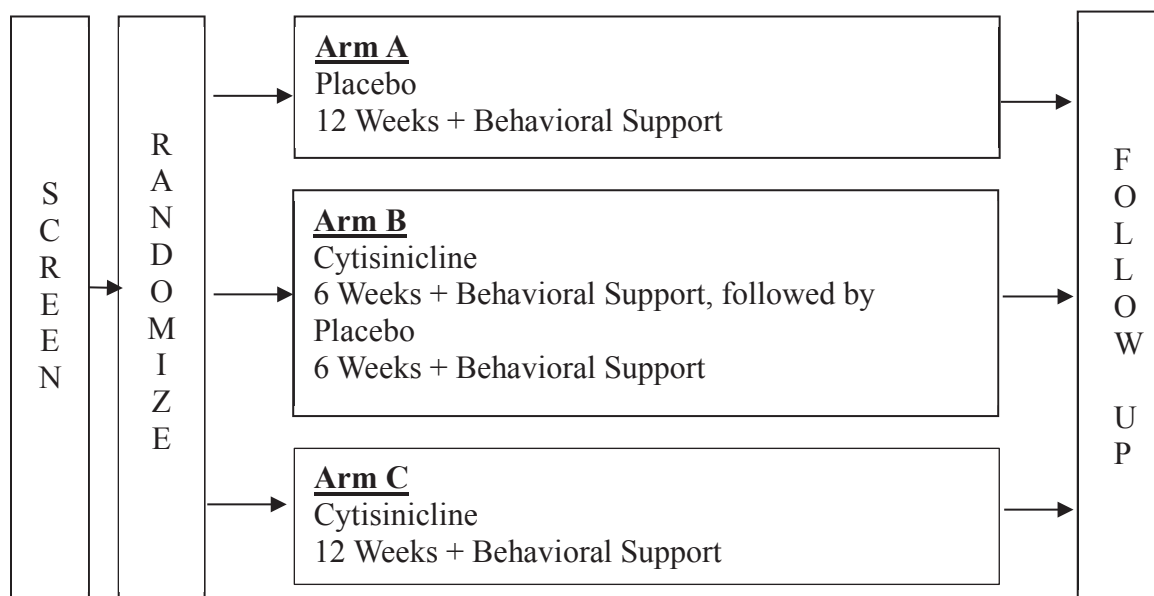 SCREEN
RANDOMIZE
Arm A
Placebo
12 Weeks + Behavioral Support
Arm B
Cytisinicline
6 Weeks + Behavioral Support, followed by
Placebo
6 Weeks + Behavioral Support
Arm C
Cytisinicline
12 Weeks + Behavioral Support
FOLLOW UP